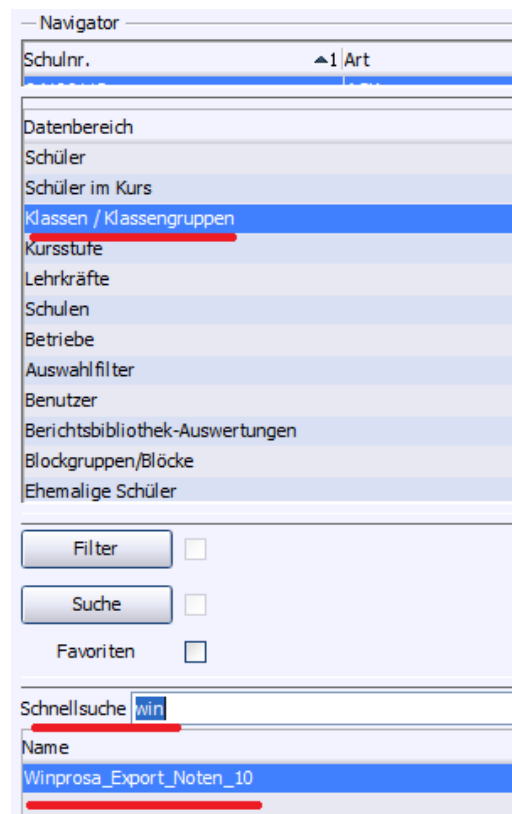 Navigator
Schulnr. 1 Art
Datenbereich
Schüler
Schüler im Kurs
Klassen / Klassengruppen
Kursstufe
Lehrkräfte
Schulen
Betriebe
Auswahlfilter
Benutzer
Berichtsbibliothek-Auswertungen
Blockgruppen/Blöcke
Ehemalige Schüler
Filter
Suche
Favoriten
Schnellsuche win
Name
Winprosa_Export_Noten_10